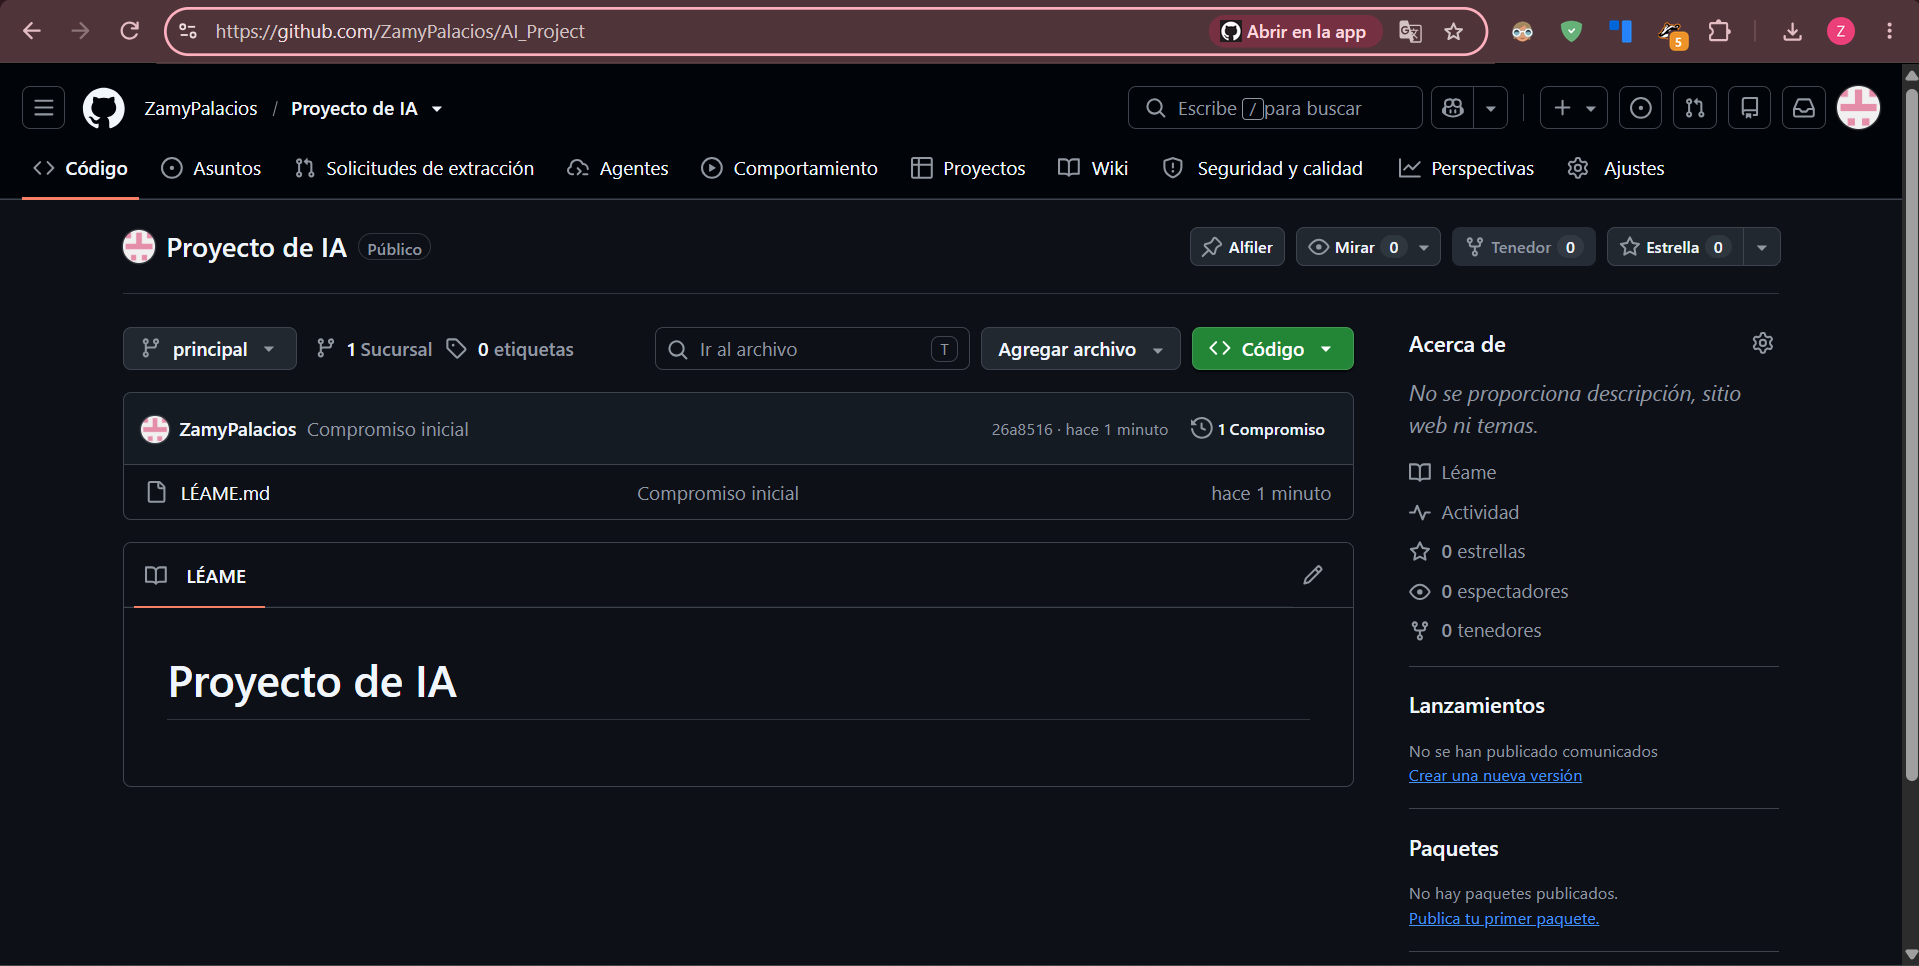 https://github.com/ZamyPalacios/AI_Project
Abrir en la app
5
Z
ZamyPalacios / Proyecto de IA
Escribe / para buscar
Código
Asuntos
Solicitudes de extracción
Agentes
Comportamiento
Proyectos
Wiki
Seguridad y calidad
Perspectivas
Ajustes
Proyecto de IA
Público
Alfiler
Mirar 0
Tenedor 0
Estrella 0
principal
1 Sucursal
0 etiquetas
Ir al archivo
T
Agregar archivo
Código
ZamyPalacios Compromiso inicial
26a8516 · hace 1 minuto
1 Compromiso
LÉAME.md
Compromiso inicial
hace 1 minuto
LÉAME
Proyecto de IA
Acerca de
No se proporciona descripción, sitio
web ni temas.
Léame
Actividad
0 estrellas
0 espectadores
0 tenedores
Lanzamientos
No se han publicado comunicados
Crear una nueva versión
Paquetes
No hay paquetes publicados.
Publica tu primer paquete.